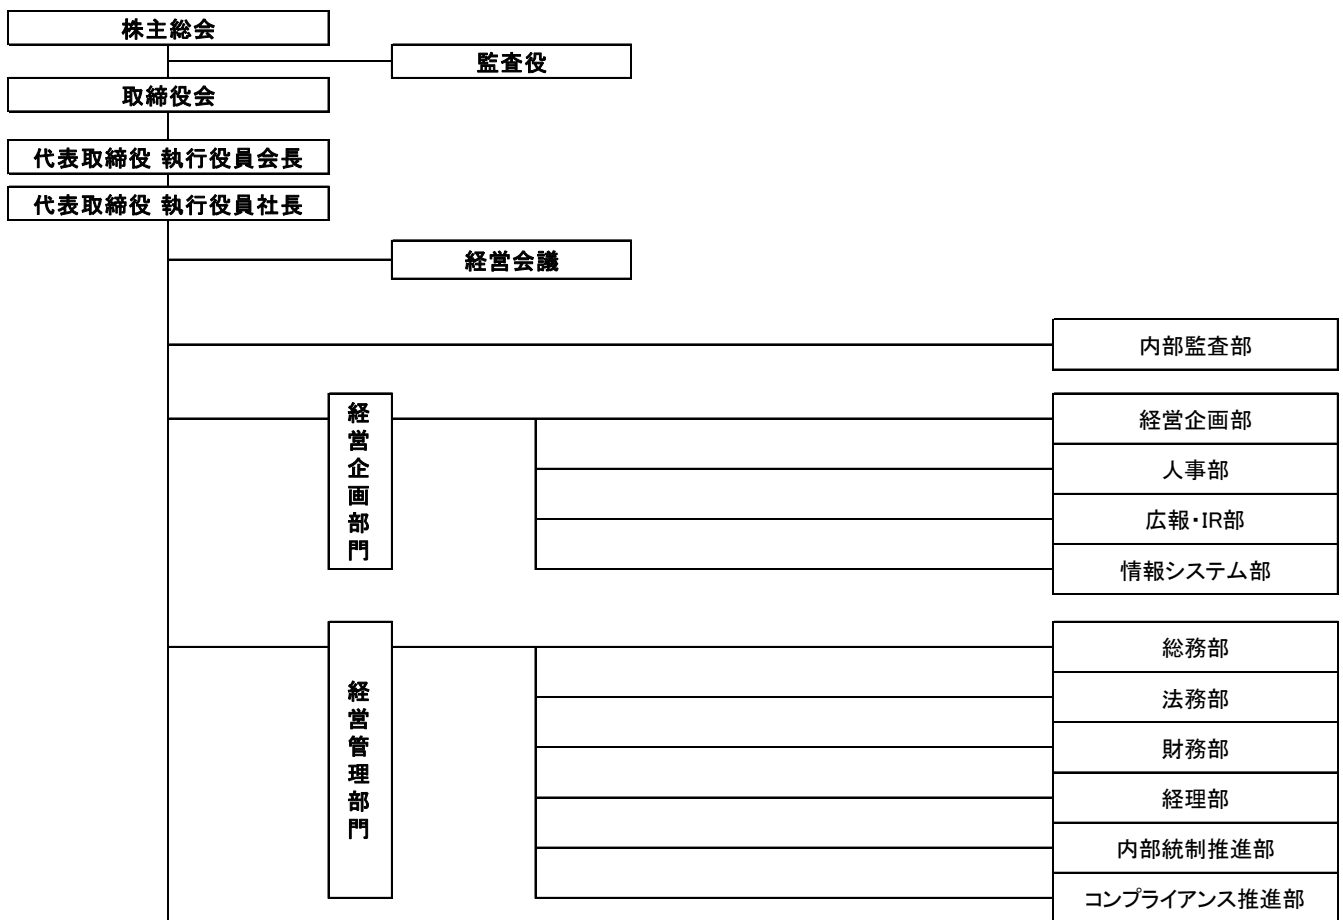 株主総会
監査役
取締役会
代表取締役 執行役員会長
代表取締役 執行役員社長
経営会議
内部監査部
経営企画部門
経営企画部
人事部
広報・IR部
情報システム部
経営管理部門
総務部
法務部
財務部
経理部
内部統制推進部
コンプライアンス推進部